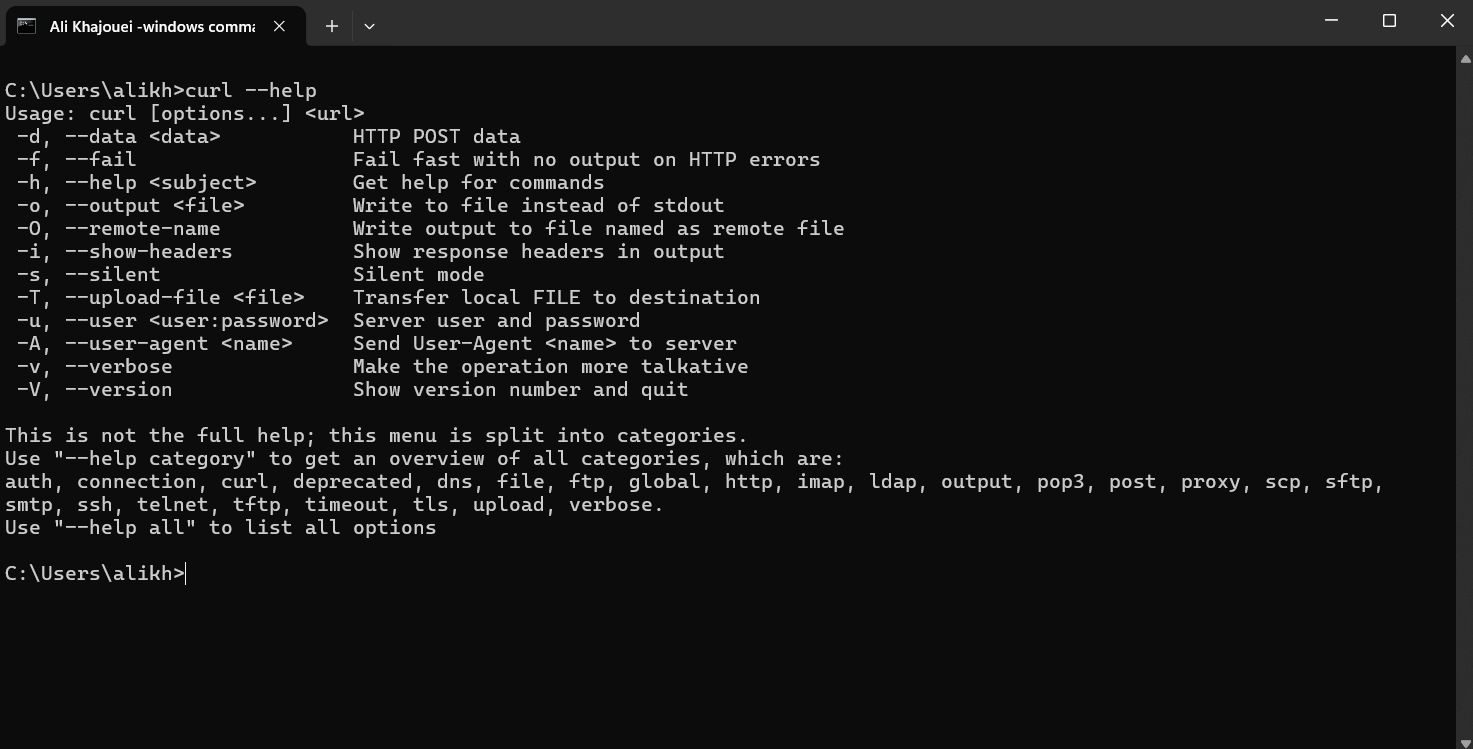 Ali Khajouei -windows comma
C:\Users\alikh>curl --help
Usage: curl [options...] <url>
 -d, --data <data>           HTTP POST data
 -f, --fail                  Fail fast with no output on HTTP errors
 -h, --help <subject>        Get help for commands
 -o, --output <file>         Write to file instead of stdout
 -O, --remote-name           Write output to file named as remote file
 -i, --show-headers          Show response headers in output
 -s, --silent                Silent mode
 -T, --upload-file <file>    Transfer local FILE to destination
 -u, --user <user:password>  Server user and password
 -A, --user-agent <name>     Send User-Agent <name> to server
 -v, --verbose               Make the operation more talkative
 -V, --version               Show version number and quit
This is not the full help; this menu is split into categories.
Use "--help category" to get an overview of all categories, which are:
auth, connection, curl, deprecated, dns, file, ftp, global, http, imap, ldap, output, pop3, post, proxy, scp, sftp,
smtp, ssh, telnet, tftp, timeout, tls, upload, verbose.
Use "--help all" to list all options
C:\Users\alikh>